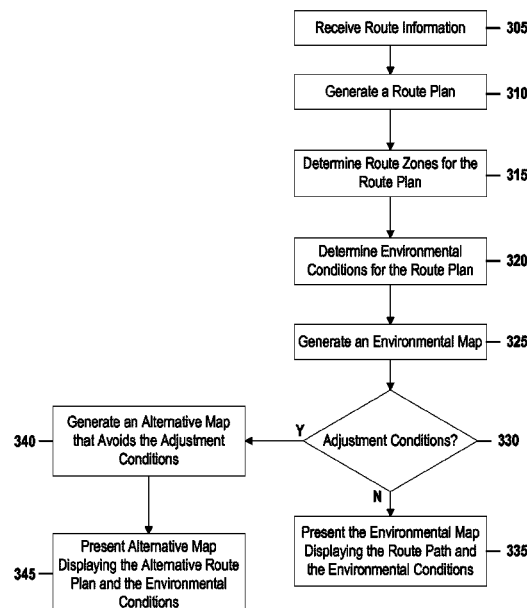 Receive Route Information
305
Generate a Route Plan
310
Determine Route Zones for the
Route Plan
315
Determine Environmental
Conditions for the Route Plan
320
Generate an Environmental Map
325
Adjustment Conditions?
330
Y
N
340
Generate an Alternative Map
that Avoids the Adjustment
Conditions
Present the Environmental Map
Displaying the Route Path and
the Environmental Conditions
335
345
Present Alternative Map
Displaying the Alternative Route
Plan and the Environmental
Conditions